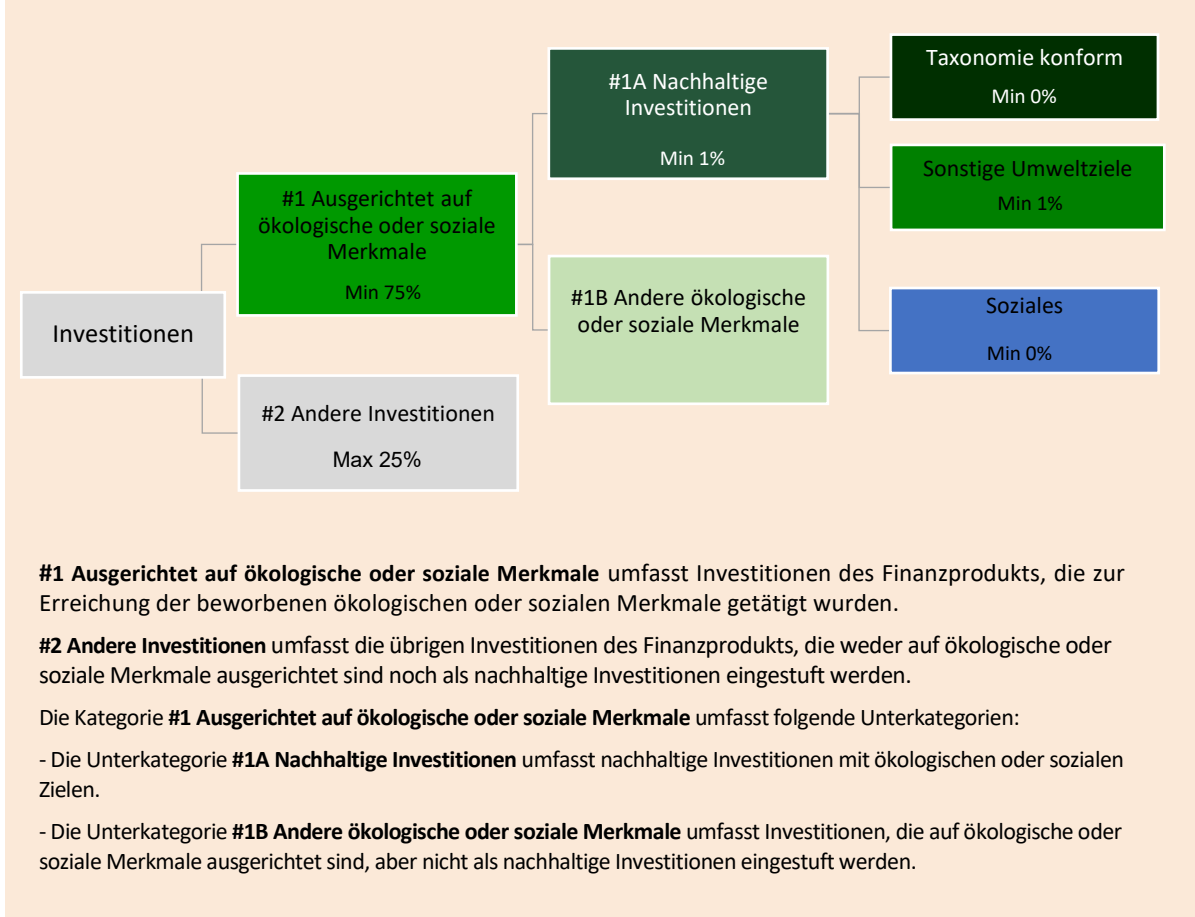 Investitionen
#1 Ausgerichtet auf
ökologische oder soziale
Merkmale
Min 75%
#2 Andere Investitionen
Max 25%
#1A Nachhaltige
Investitionen
Min 1%
#1B Andere ökologische
oder soziale Merkmale
Taxonomie konform
Min 0%
Sonstige Umweltziele
Min 1%
Soziales
Min 0%
#1 Ausgerichtet auf ökologische oder soziale Merkmale umfasst Investitionen des Finanzprodukts, die zur
Erreichung der beworbenen ökologischen oder sozialen Merkmale getätigt wurden.
#2 Andere Investitionen umfasst die übrigen Investitionen des Finanzprodukts, die weder auf ökologische oder
soziale Merkmale ausgerichtet sind noch als nachhaltige Investitionen eingestuft werden.
Die Kategorie #1 Ausgerichtet auf ökologische oder soziale Merkmale umfasst folgende Unterkategorien:
- Die Unterkategorie #1A Nachhaltige Investitionen umfasst nachhaltige Investitionen mit ökologischen oder sozialen
Zielen.
- Die Unterkategorie #1B Andere ökologische oder soziale Merkmale umfasst Investitionen, die auf ökologische oder
soziale Merkmale ausgerichtet sind, aber nicht als nachhaltige Investitionen eingestuft werden.